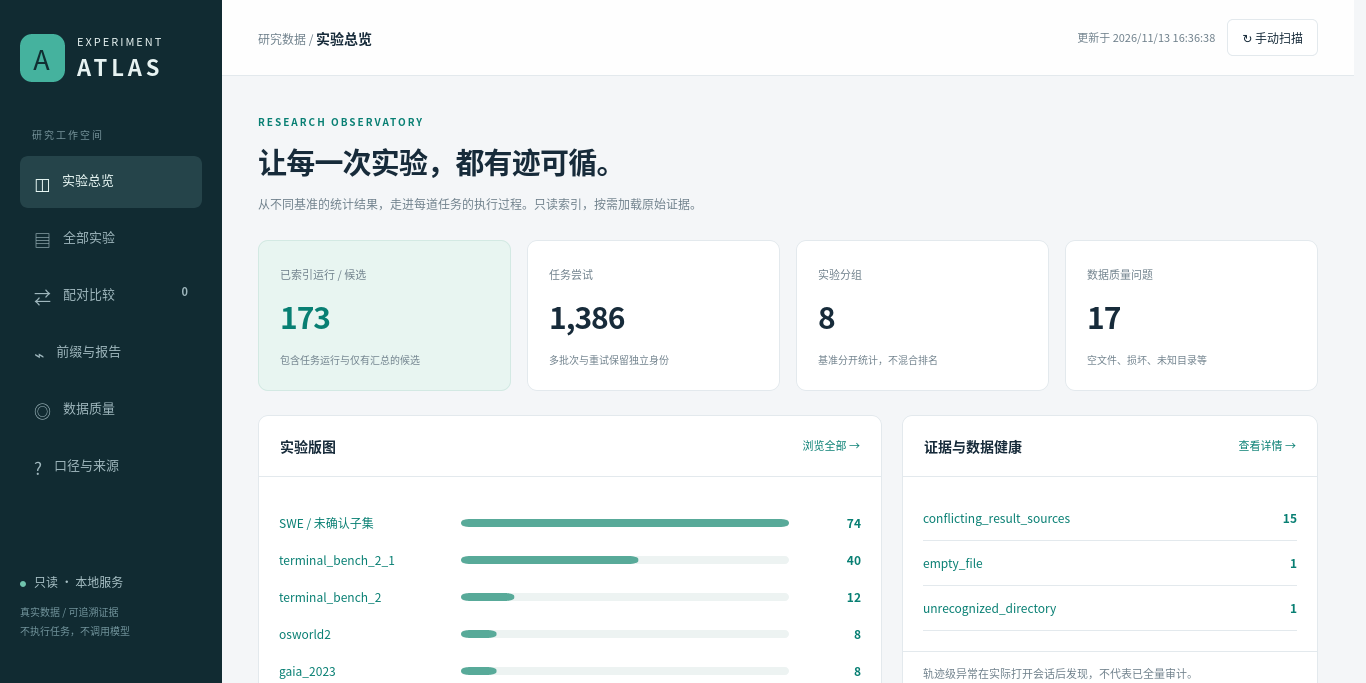 A
EXPERIMENT
ATLAS
研究工作空间
实验总览
全部实验
配对比较 0
前缀与报告
数据质量
? 口径与来源
只读 · 本地服务
真实数据 / 可追溯证据
不执行任务，不调用模型
研究数据 / 实验总览
更新于 2026/11/13 16:36:38
↻ 手动扫描
RESEARCH OBSERVATORY
让每一次实验，都有迹可循。
从不同基准的统计结果，走进每道任务的执行过程。只读索引，按需加载原始证据。
已索引运行 / 候选
173
包含任务运行与仅有汇总的候选
任务尝试
1,386
多批次与重试保留独立身份
实验分组
8
基准分开统计，不混合排名
数据质量问题
17
空文件、损坏、未知目录等
实验版图
浏览全部 →
SWE / 未确认子集 74
terminal_bench_2_1 40
terminal_bench_2 12
osworld2 8
gaia_2023 8
证据与数据健康
查看详情 →
conflicting_result_sources 15
empty_file 1
unrecognized_directory 1
轨迹级异常在实际打开会话后发现，不代表已全量审计。